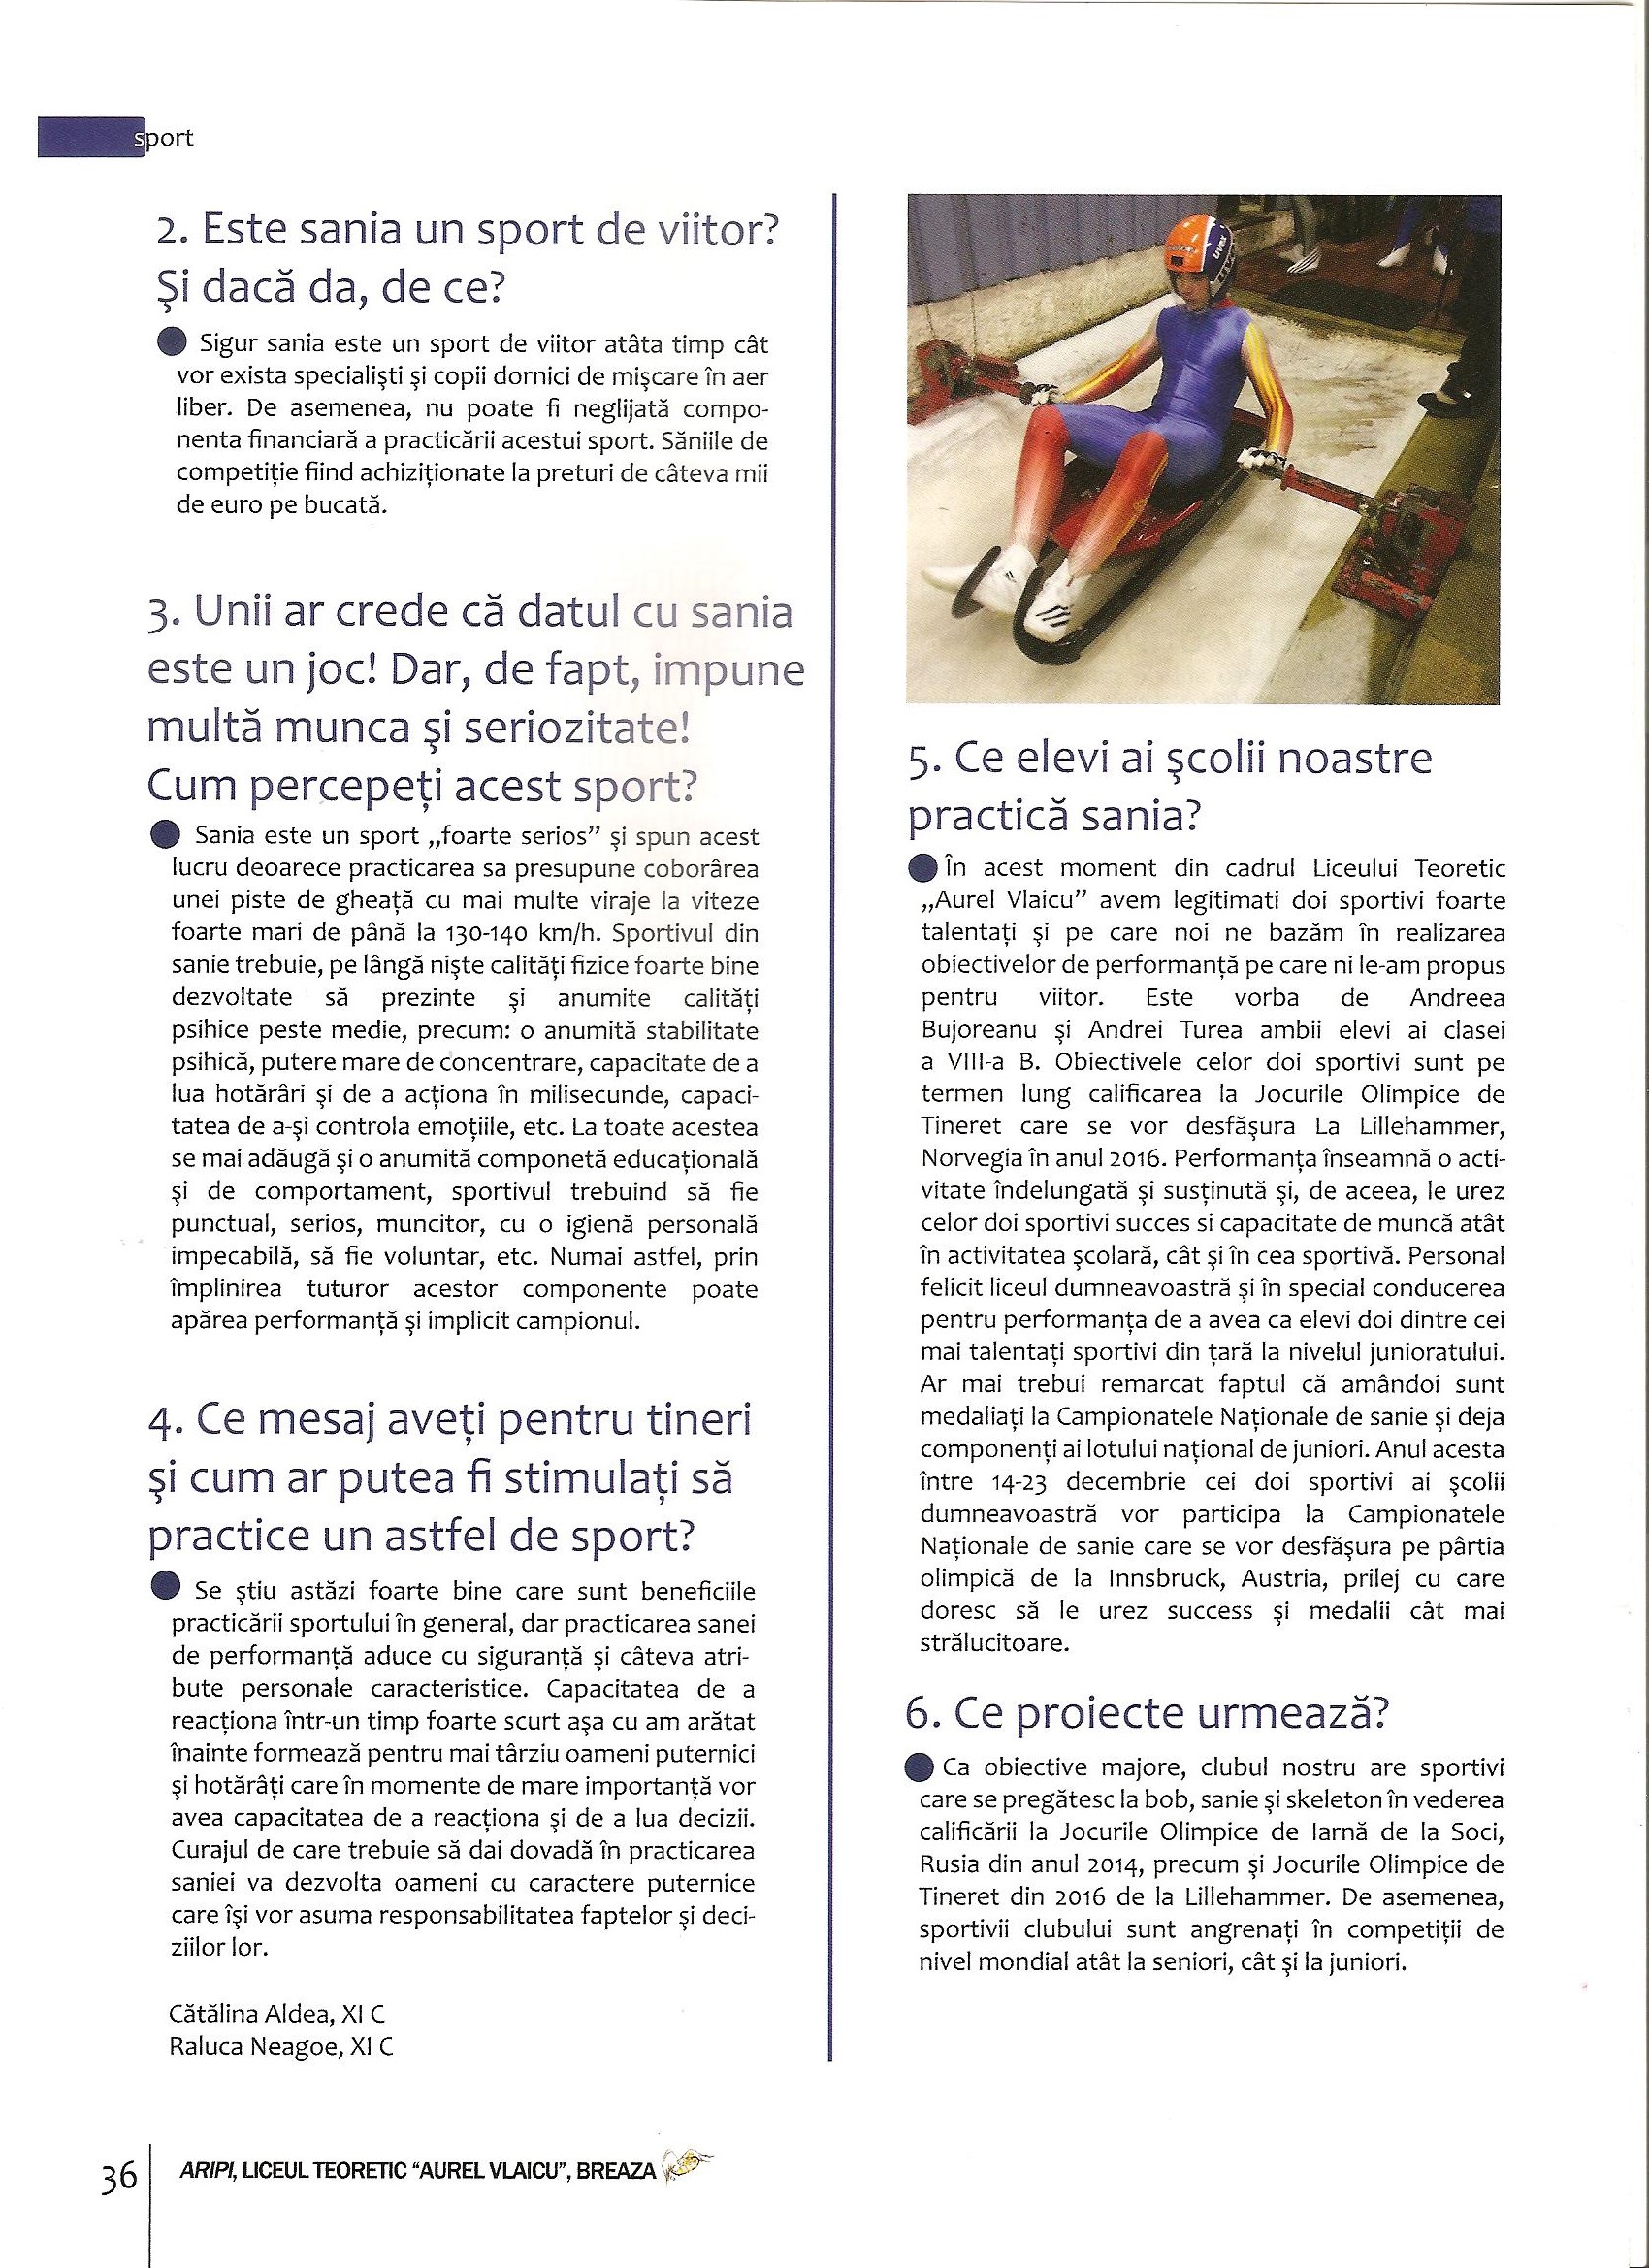 sport
2. Este sania un sport de viitor?
Şi dacă da, de ce?
Sigur sania este un sport de viitor atâta timp cât
vor exista specialişti şi copii dornici de mişcare în aer
liber. De asemenea, nu poate fi neglijată compo-
nenta financiară a practicării acestui sport. Săniile de
competiţie fiind achiziţionate la preturi de câteva mii
de euro pe bucată.
3. Unii ar crede că datul cu sania
este un joc! Dar, de fapt, impune
multă munca şi seriozitate!
Cum percepeţi acest sport?
Sania este un sport „foarte serios” şi spun acest
lucru deoarece practicarea sa presupune coborârea
unei piste de gheaţă cu mai multe viraje la viteze
foarte mari de până la 130-140 km/h. Sportivul din
sanie trebuie, pe lângă nişte calităţi fizice foarte bine
dezvoltate să prezinte şi anumite calităţi
psihice peste medie, precum: o anumită stabilitate
psihică, putere mare de concentrare, capacitate de a
lua hotărâri şi de a acţiona în milisecunde, capaci-
tatea de a-şi controla emoţiile, etc. La toate acestea
se mai adăugă şi o anumită componetă educaţională
şi de comportament, sportivul trebuind să fie
punctual, serios, muncitor, cu o igienă personală
impecabilă, să fie voluntar, etc. Numai astfel, prin
împlinirea tuturor acestor componente poate
apărea performanţă şi implicit campionul.
4. Ce mesaj aveţi pentru tineri
şi cum ar putea fi stimulaţi să
practice un astfel de sport?
Se ştiu astăzi foarte bine care sunt beneficiile
practicării sportului în general, dar practicarea sanei
de performanţă aduce cu siguranţă şi câteva atri-
bute personale caracteristice. Capacitatea de a
reacţiona într-un timp foarte scurt aşa cu am arătat
înainte formează pentru mai târziu oameni puternici
şi hotărâţi care în momente de mare importanţă vor
avea capacitatea de a reacţiona şi de a lua decizii.
Curajul de care trebuie să dai dovadă în practicarea
saniei va dezvolta oameni cu caractere puternice
care îşi vor asuma responsabilitatea faptelor şi deci-
ziilor lor.
Cătălina Aldea, XI C
Raluca Neagoe, XI C
uvex
5. Ce elevi ai şcolii noastre
practică sania?
În acest moment din cadrul Liceului Teoretic
„Aurel Vlaicu” avem legitimati doi sportivi foarte
talentaţi şi pe care noi ne bazăm în realizarea
obiectivelor de performanţă pe care ni le-am propus
pentru viitor. Este vorba de Andreea
Bujoreanu şi Andrei Turea ambii elevi ai clasei
a VIII-a B. Obiectivele celor doi sportivi sunt pe
termen lung calificarea la Jocurile Olimpice de
Tineret care se vor desfăşura La Lillehammer,
Norvegia în anul 2016. Performanţa înseamnă o acti-
vitate îndelungată şi susţinută şi, de aceea, le urez
celor doi sportivi succes si capacitate de muncă atât
în activitatea şcolară, cât şi în cea sportivă. Personal
felicit liceul dumneavoastră şi în special conducerea
pentru performanţa de a avea ca elevi doi dintre cei
mai talentaţi sportivi din ţară la nivelul junioratului.
Ar mai trebui remarcat faptul că amândoi sunt
medaliaţi la Campionatele Naţionale de sanie şi deja
componenţi ai lotului naţional de juniori. Anul acesta
între 14-23 decembrie cei doi sportivi ai şcolii
dumneavoastră vor participa la Campionatele
Naţionale de sanie care se vor desfăşura pe pârtia
olimpică de la Innsbruck, Austria, prilej cu care
doresc să le urez success şi medalii cât mai
strălucitoare.
6. Ce proiecte urmează?
Ca obiective majore, clubul nostru are sportivi
care se pregătesc la bob, sanie şi skeleton în vederea
calificării la Jocurile Olimpice de Iarnă de la Soci,
Rusia din anul 2014, precum şi Jocurile Olimpice de
Tineret din 2016 de la Lillehammer. De asemenea,
sportivii clubului sunt angrenaţi în competiţii de
nivel mondial atât la seniori, cât şi la juniori.
36
ARIPI, LICEUL TEORETIC “AUREL VLAICU”, BREAZA